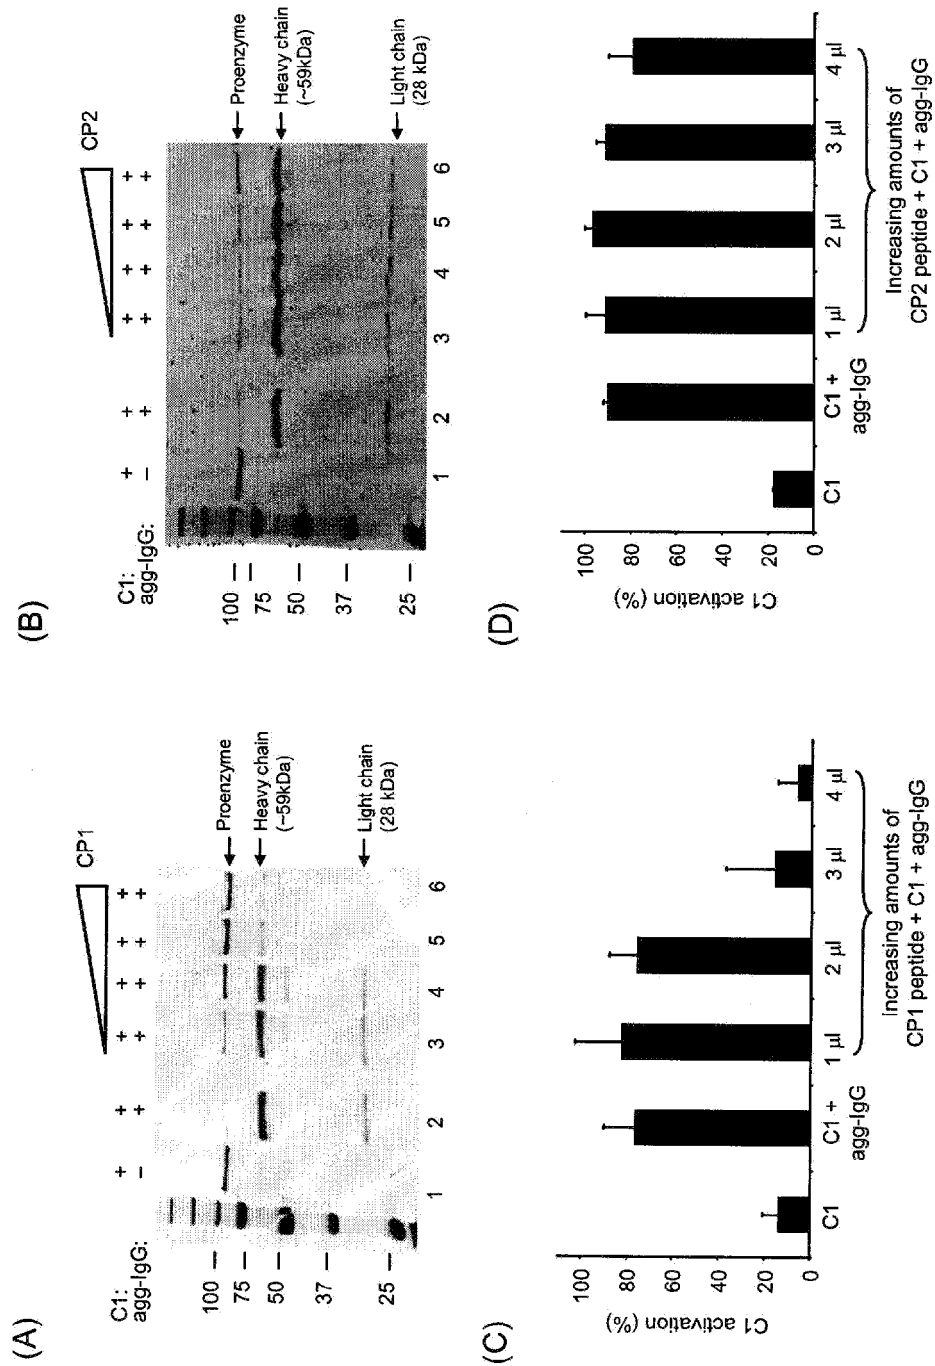 (A)
CP1
C1: + + + + + +
agg-IgG: − + + + + +
100
75
50
37
25
Proenzyme
Heavy chain
(~59kDa)
Light chain
(28 kDa)
1 2 3 4 5 6
(B)
CP2
C1: + + + + + +
agg-IgG: − + + + + +
100
75
50
37
25
Proenzyme
Heavy chain
(~59kDa)
Light chain
(28 kDa)
1 2 3 4 5 6
(C)
C1 activation (%)
100
80
60
40
20
0
C1
C1 +
agg-IgG
1 µl 2 µl 3 µl 4 µl
Increasing amounts of
CP1 peptide + C1 + agg-IgG
(D)
C1 activation (%)
100
80
60
40
20
0
C1
C1 +
agg-IgG
1 µl 2 µl 3 µl 4 µl
Increasing amounts of
CP2 peptide + C1 + agg-IgG